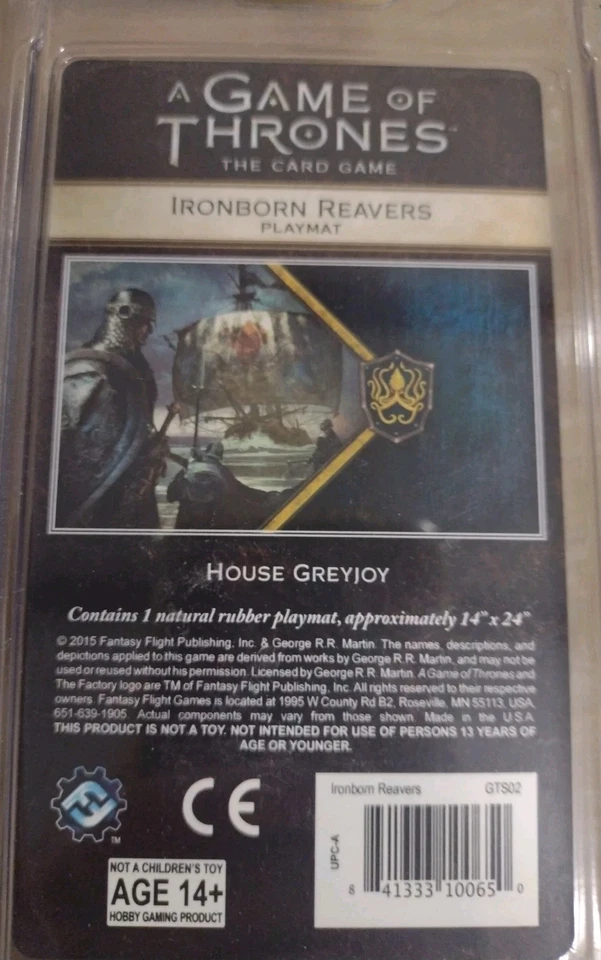 A GAME OF
THRONES™
THE CARD GAME
IRONBORN REAVERS
PLAYMAT
HOUSE GREYJOY
Contains 1 natural rubber playmat, approximately 14" x 24"
© 2015 Fantasy Flight Publishing, Inc. & George R.R. Martin. The names, descriptions, and
depictions applied to this game are derived from works by George R.R. Martin, and may not be
used or reused without his permission. Licensed by George R.R. Martin. A Game of Thrones and
The Factory logo are TM of Fantasy Flight Publishing, Inc. All rights reserved to their respective
owners. Fantasy Flight Games is located at 1995 W County Rd B2, Roseville, MN 55113, USA,
651-639-1905. Actual components may vary from those shown. Made in the U.S.A
THIS PRODUCT IS NOT A TOY. NOT INTENDED FOR USE OF PERSONS 13 YEARS OF
AGE OR YOUNGER.
TM
CE
NOT A CHILDREN'S TOY
AGE 14+
HOBBY GAMING PRODUCT
Ironborn Reavers GTS02
UPC-A
8 41333 10065 0